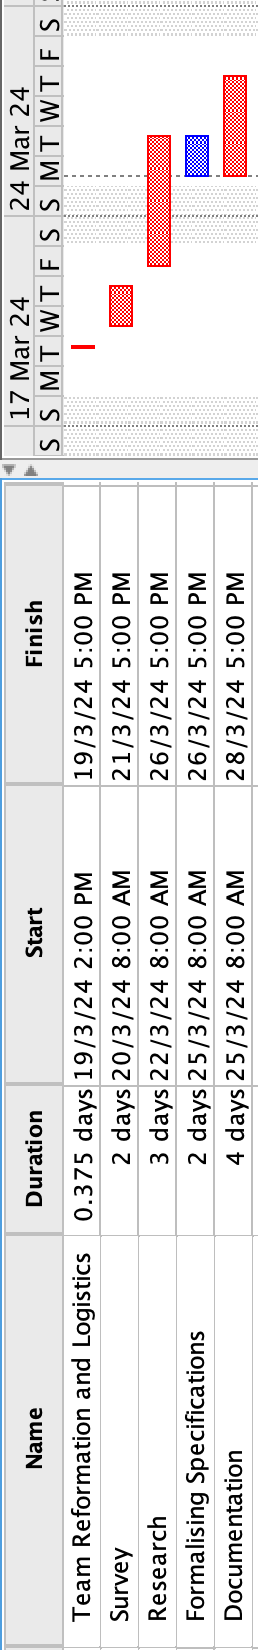 Name Duration Start Finish 17 Mar 24 24 Mar 24
S S M T W T F S S M T W T F S
Team Reformation and Logistics 0.375 days 19/3/24 2:00 PM 19/3/24 5:00 PM
Survey 2 days 20/3/24 8:00 AM 21/3/24 5:00 PM
Research 3 days 22/3/24 8:00 AM 26/3/24 5:00 PM
Formalising Specifications 2 days 25/3/24 8:00 AM 26/3/24 5:00 PM
Documentation 4 days 25/3/24 8:00 AM 28/3/24 5:00 PM